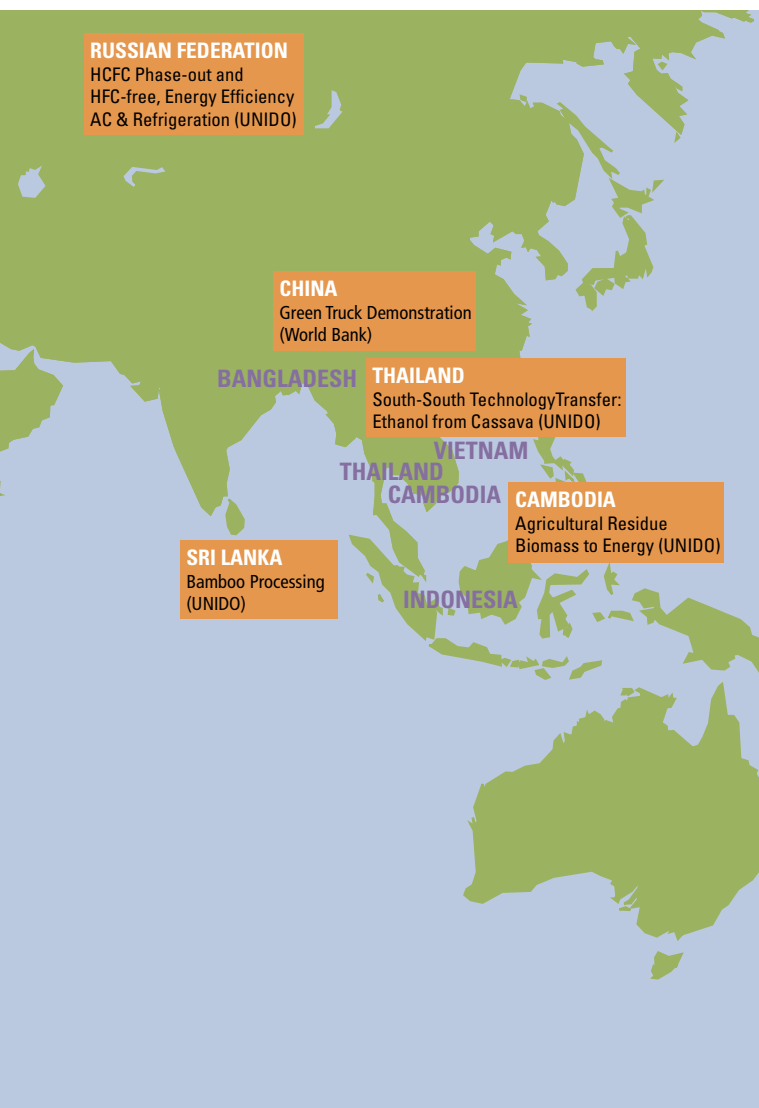 RUSSIAN FEDERATION
HCFC Phase-out and
HFC-free, Energy Efficiency
AC & Refrigeration (UNIDO)
CHINA
Green Truck Demonstration
(World Bank)
BANGLADESH
THAILAND
South-South TechnologyTransfer:
Ethanol from Cassava (UNIDO)
VIETNAM
THAILAND
CAMBODIA
CAMBODIA
Agricultural Residue
Biomass to Energy (UNIDO)
SRI LANKA
Bamboo Processing
(UNIDO)
INDONESIA